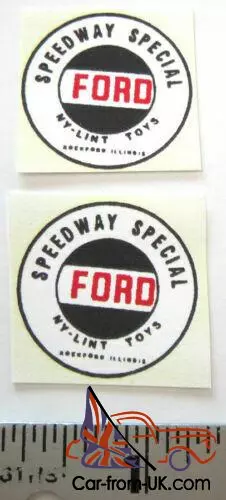 SPEEDWAY SPECIAL
FORD
NY-LINT TOYS
ROCKFORD ILLINOIS
SPEEDWAY SPECIAL
FORD
NY-LINT TOYS
ROCKFORD ILLINOIS
Car-from-UK.com